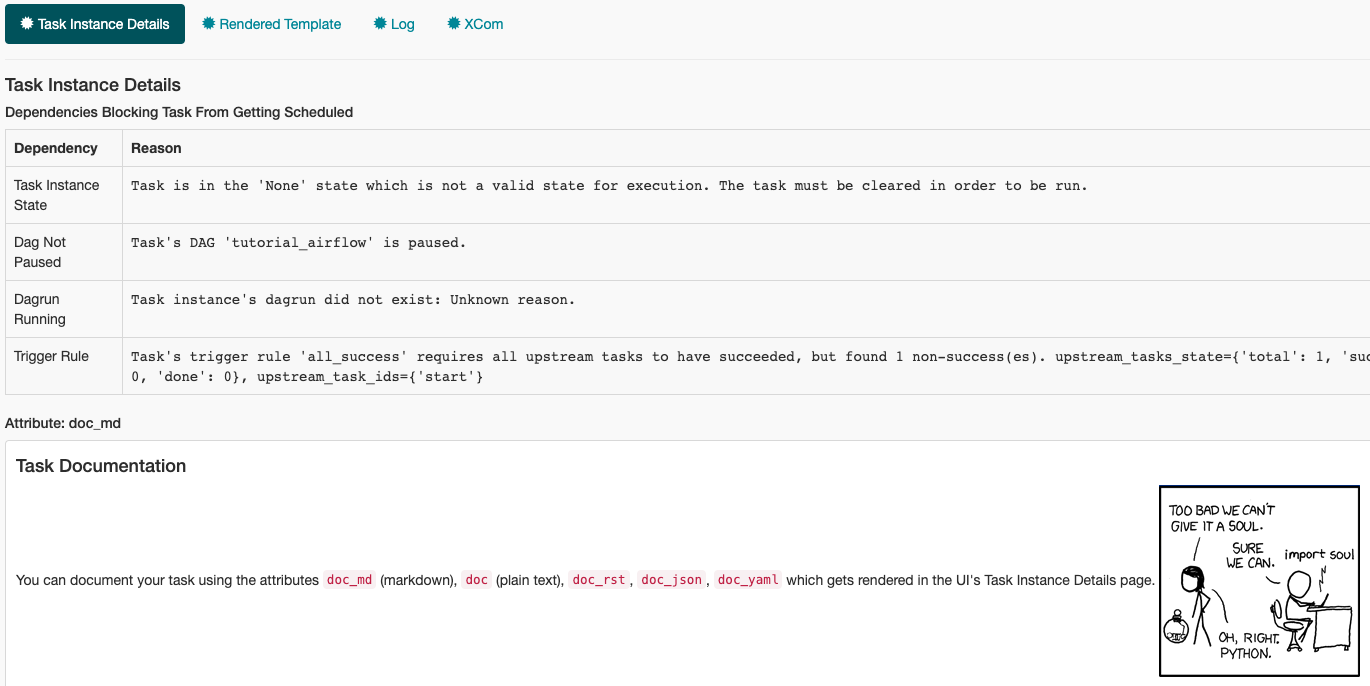 Task Instance Details Rendered Template Log XCom
Task Instance Details
Dependencies Blocking Task From Getting Scheduled
Dependency Reason
Task Instance State Task is in the 'None' state which is not a valid state for execution. The task must be cleared in order to be run.
Dag Not Paused Task's DAG 'tutorial_airflow' is paused.
Dagrun Running Task instance's dagrun did not exist: Unknown reason.
Trigger Rule Task's trigger rule 'all_success' requires all upstream tasks to have succeeded, but found 1 non-success(es). upstream_tasks_state={'total': 1,
0, 'done': 0}, upstream_task_ids={'start'}
Attribute: doc_md
Task Documentation
You can document your task using the attributes doc_md (markdown), doc (plain text), doc_rst, doc_json, doc_yaml which gets rendered in the UI's Task Instance Details page.
TOO BAD WE CAN'T
GIVE IT A SOUL.
SURE
WE CAN.
import soul
OH, RIGHT.
PYTHON.